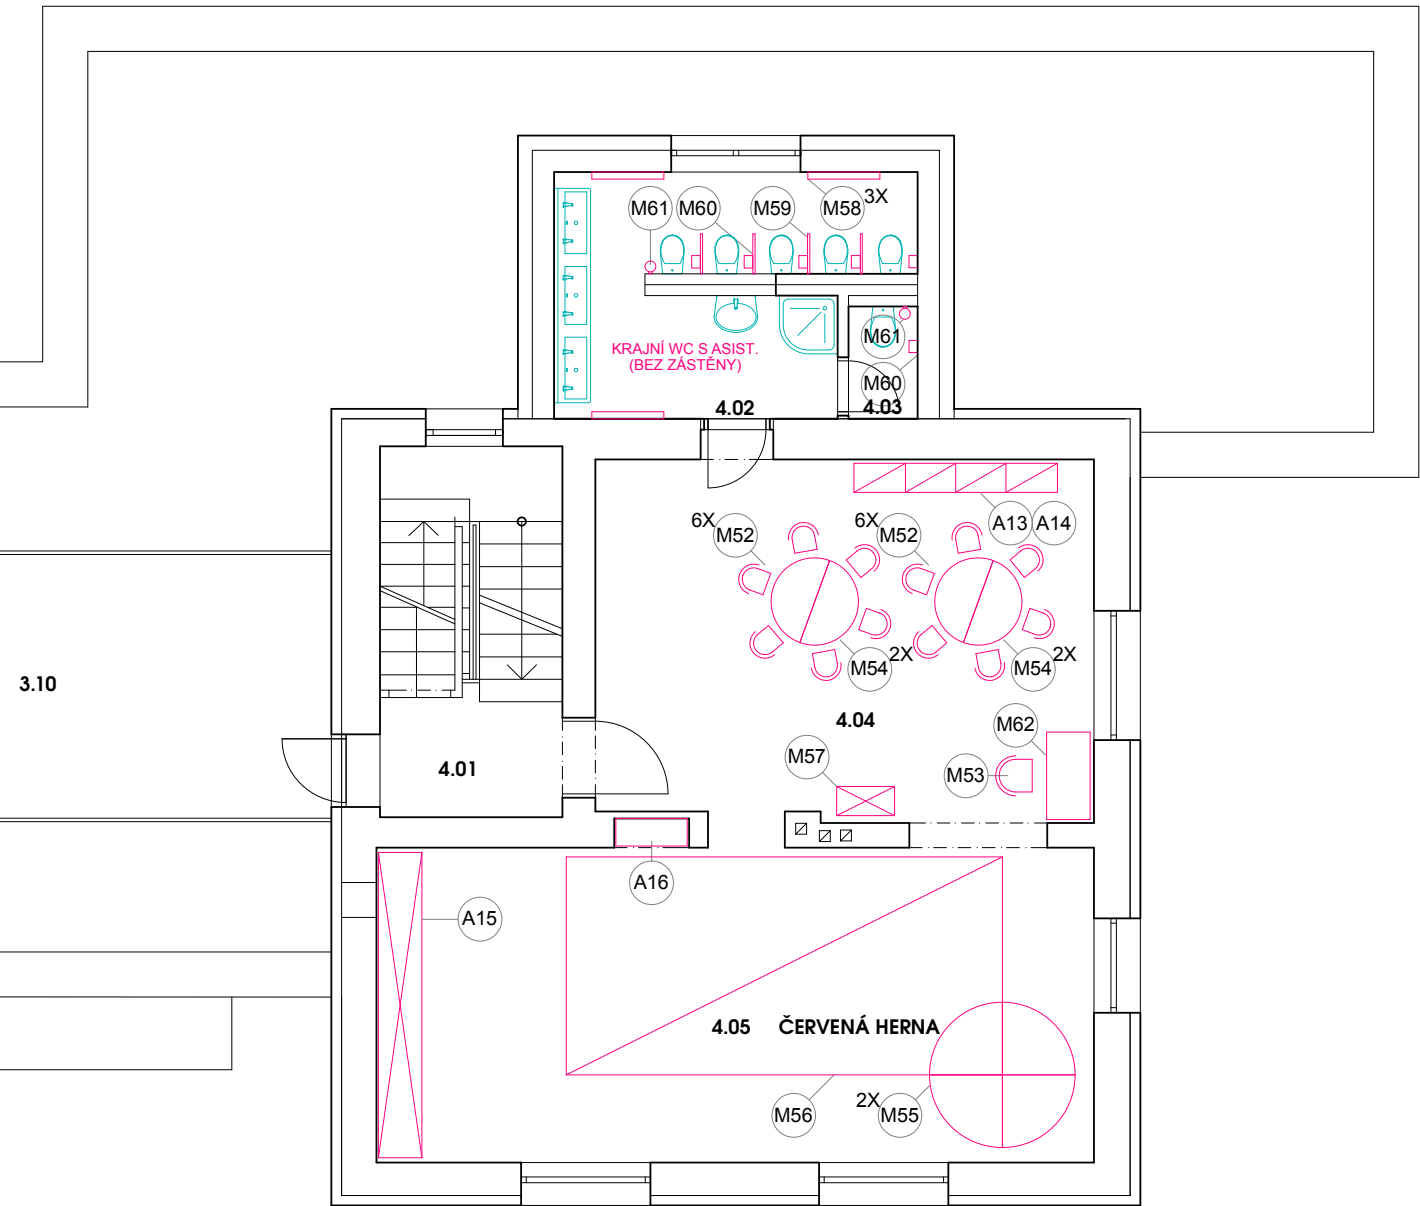 M61 M60 M59 M58 3X
M61
KRAJNÍ WC S ASIST.
(BEZ ZÁSTĚNY)
M60
4.02 4.03
6X M52 6X M52 A13 A14
M54 2X M54 2X
3.10
4.04
M62
M57
M53
4.01
A16
A15
4.05 ČERVENÁ HERNA
M56 2X M55